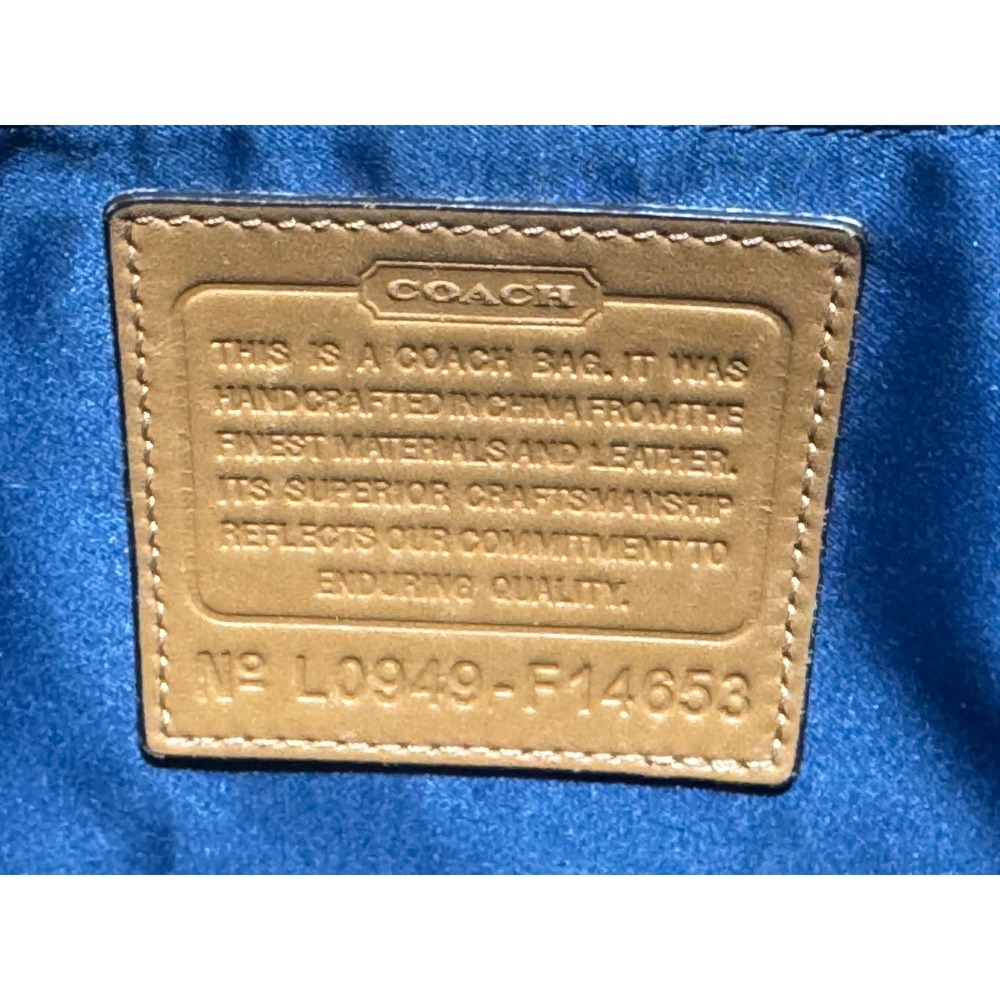 COACH
THIS IS A COACH BAG. IT WAS
HANDCRAFTED IN CHINA FROM THE
FINEST MATERIALS AND LEATHER.
ITS SUPERIOR CRAFTSMANSHIP
REFLECTS OUR COMMITMENT TO
ENDURING QUALITY.
Nº L0949-F14653